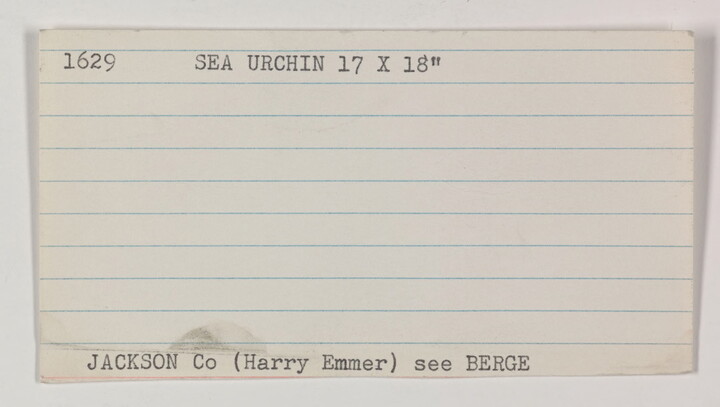 1629 SEA URCHIN 17 X 18"
JACKSON Co (Harry Emmer) see BERGE